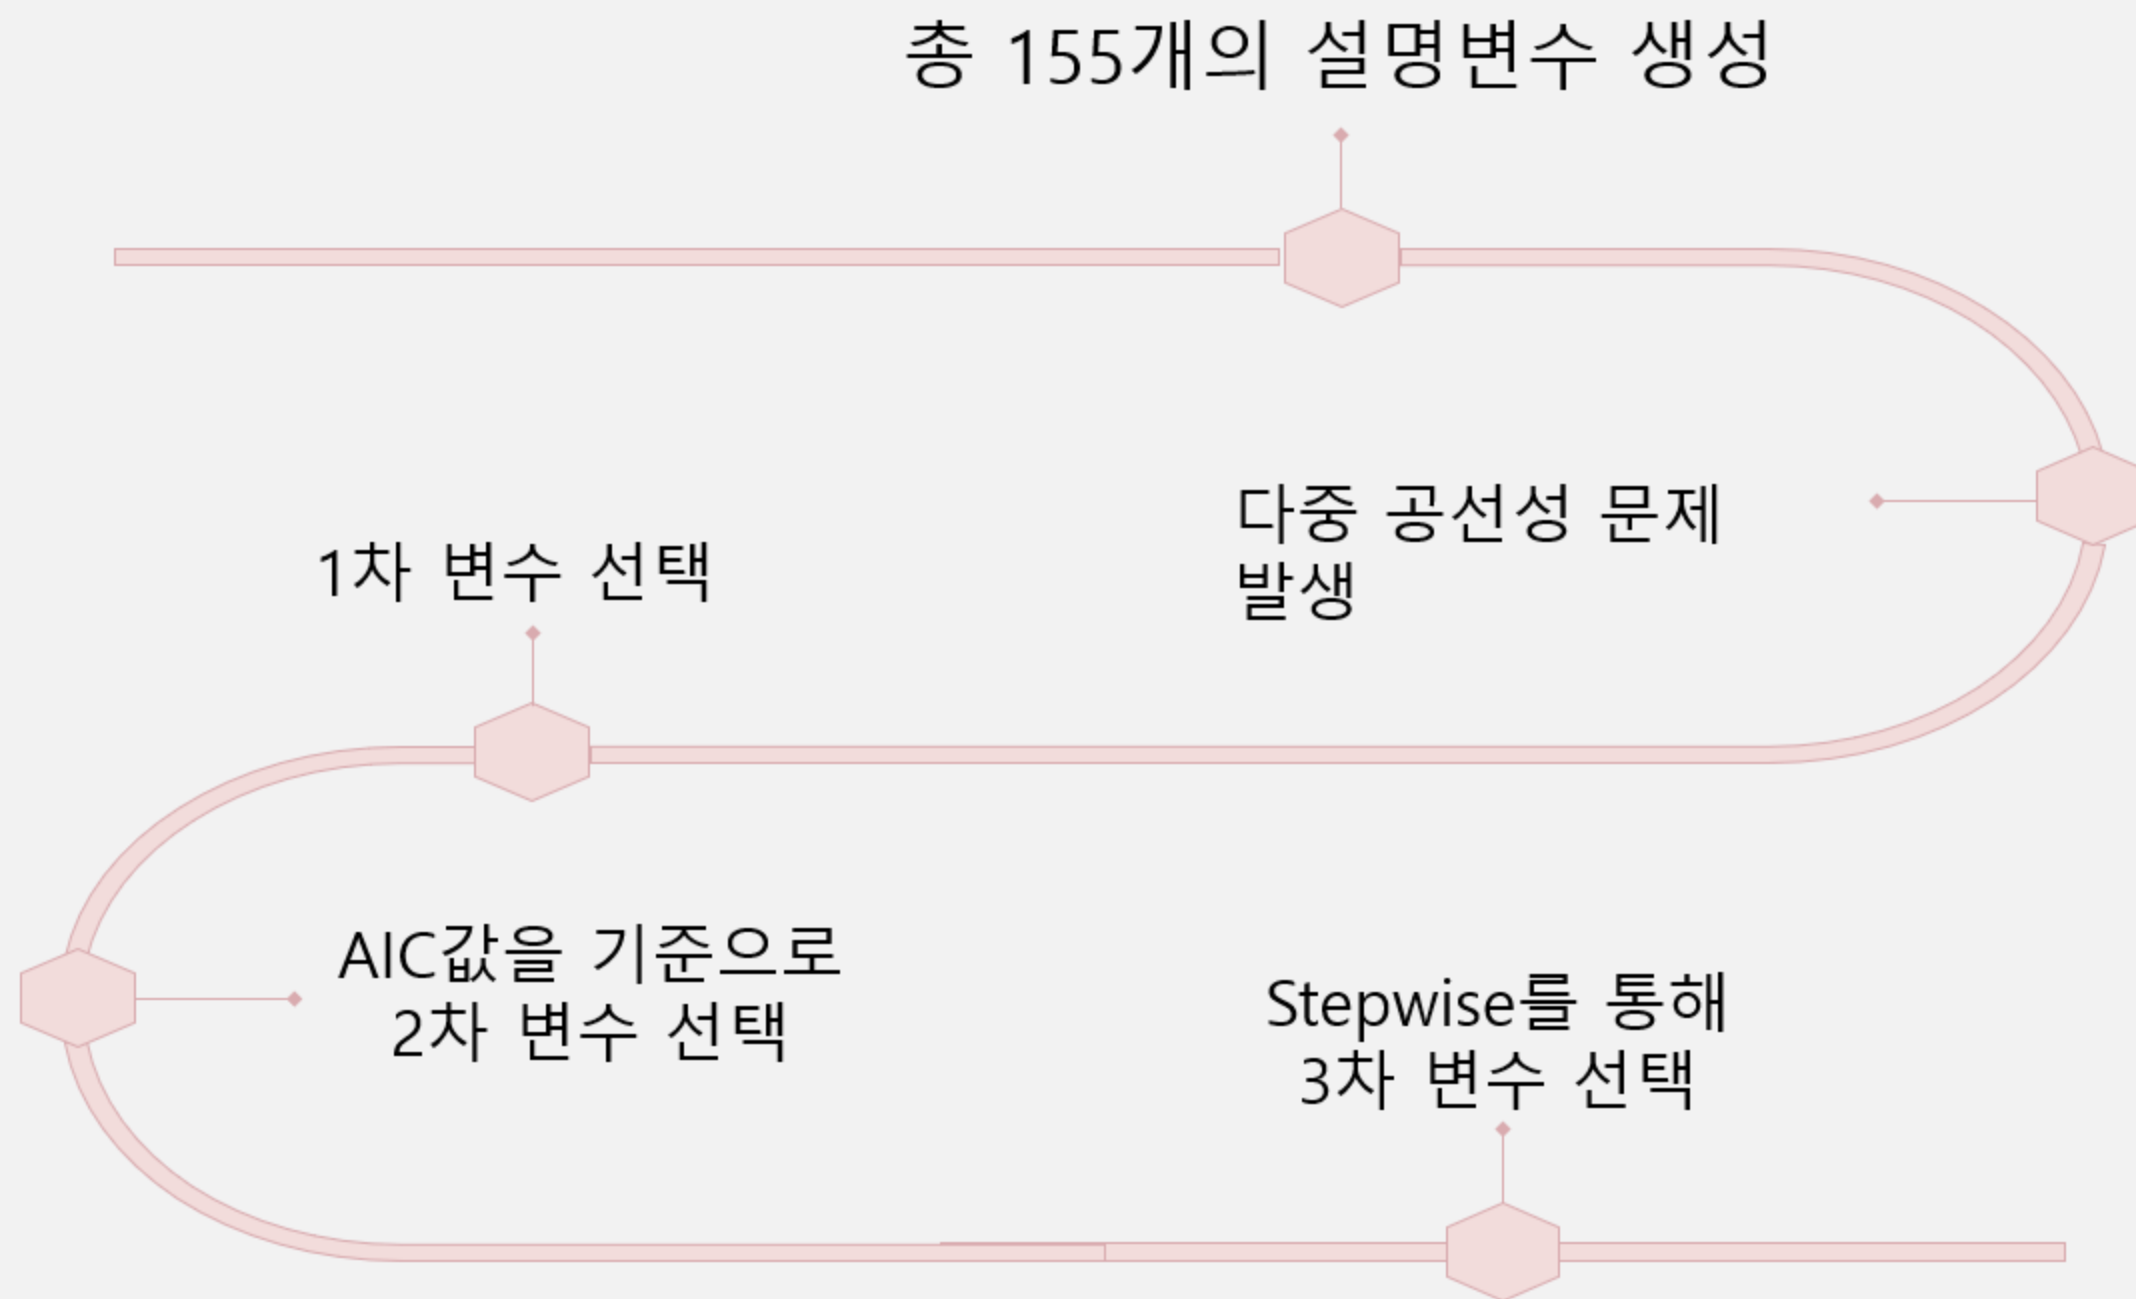 총 155개의 설명변수 생성
다중 공선성 문제
발생
1차 변수 선택
AIC값을 기준으로
2차 변수 선택
Stepwise를 통해
3차 변수 선택